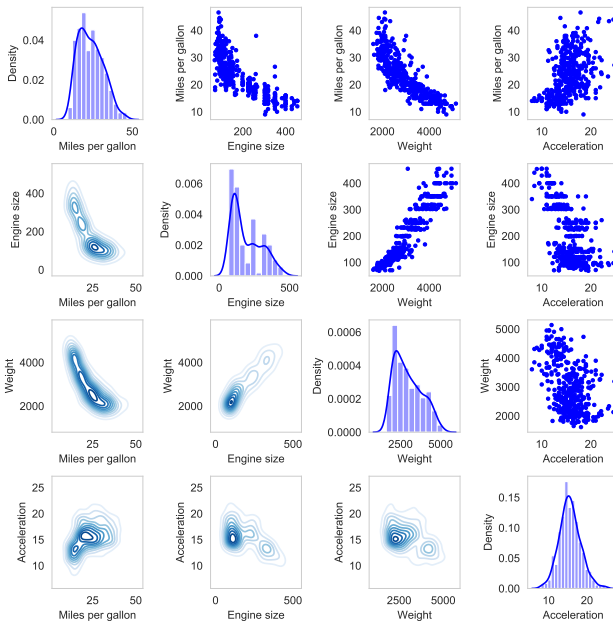 Density
0.04
0.02
0.00
0 50
Miles per gallon
Miles per gallon
40
30
20
10
200 400
Engine size
Miles per gallon
40
30
20
10
2000 4000
Weight
Miles per gallon
40
30
20
10
10 20
Acceleration
Engine size
400
200
0
25 50
Miles per gallon
Density
0.006
0.004
0.002
0.000
0 500
Engine size
Engine size
400
300
200
100
2000 4000
Weight
Engine size
400
300
200
100
10 20
Acceleration
Weight
4000
2000
25 50
Miles per gallon
Weight
4000
2000
0 500
Engine size
Density
0.0006
0.0004
0.0002
0.0000
2500 5000
Weight
Weight
5000
4000
3000
2000
10 20
Acceleration
Acceleration
25
20
15
10
25 50
Miles per gallon
Acceleration
25
20
15
10
0 500
Engine size
Acceleration
25
20
15
10
2500 5000
Weight
Density
0.15
0.10
0.05
0.00
10 20
Acceleration